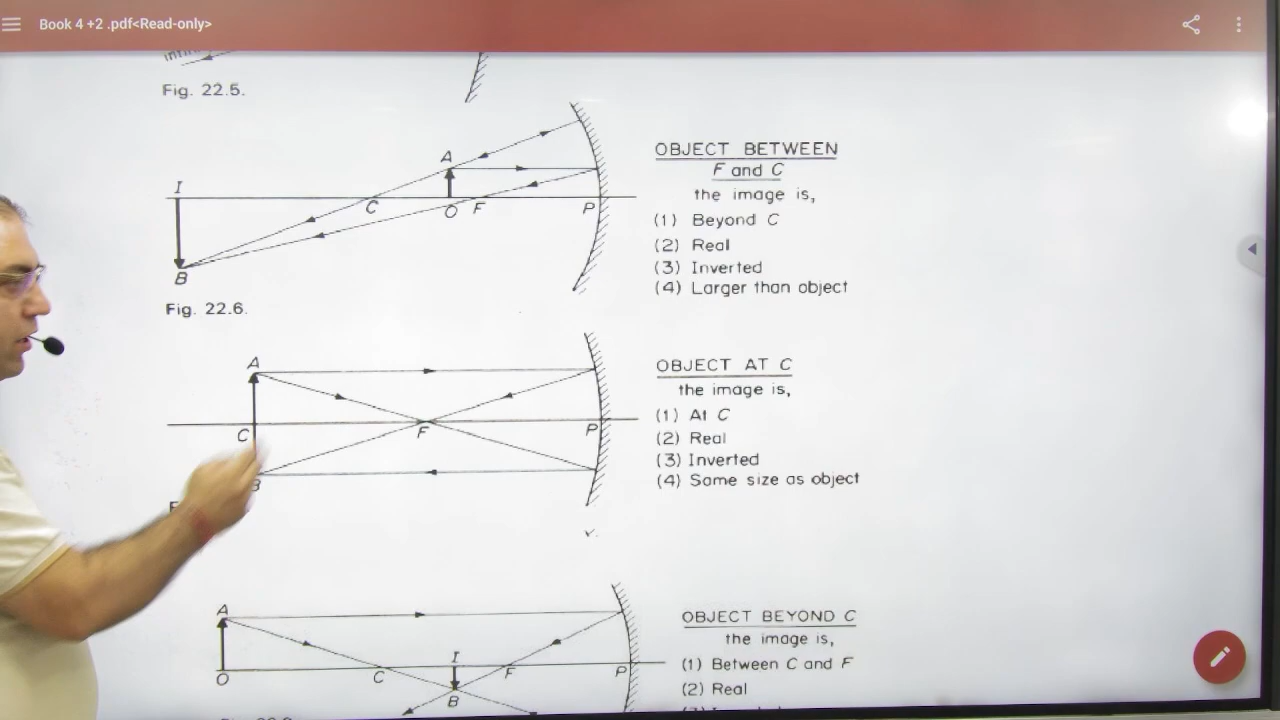 Book 4 +2 .pdf<Read-only>
Fig. 22.5.
A
I
C
O
F
P
B
OBJECT BETWEEN
F and C
the image is,
(1) Beyond C
(2) Real
(3) Inverted
(4) Larger than object
Fig. 22.6.
A
C
F
P
B
OBJECT AT C
the image is,
(1) At C
(2) Real
(3) Inverted
(4) Same size as object
A
O
C
I
F
P
B
OBJECT BEYOND C
the image is,
(1) Between C and F
(2) Real